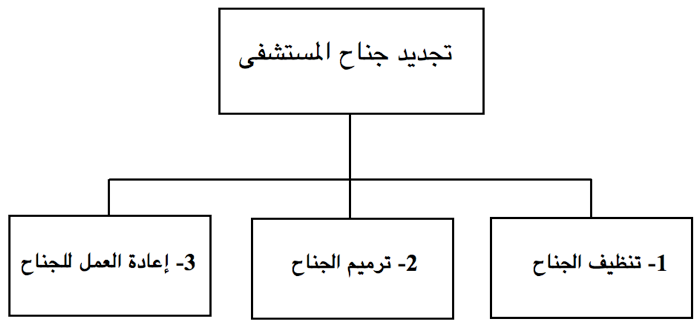 تجديد جناح المستشفى
1- تنظيف الجناح
2- ترميم الجناح
3- إعادة العمل للجناح